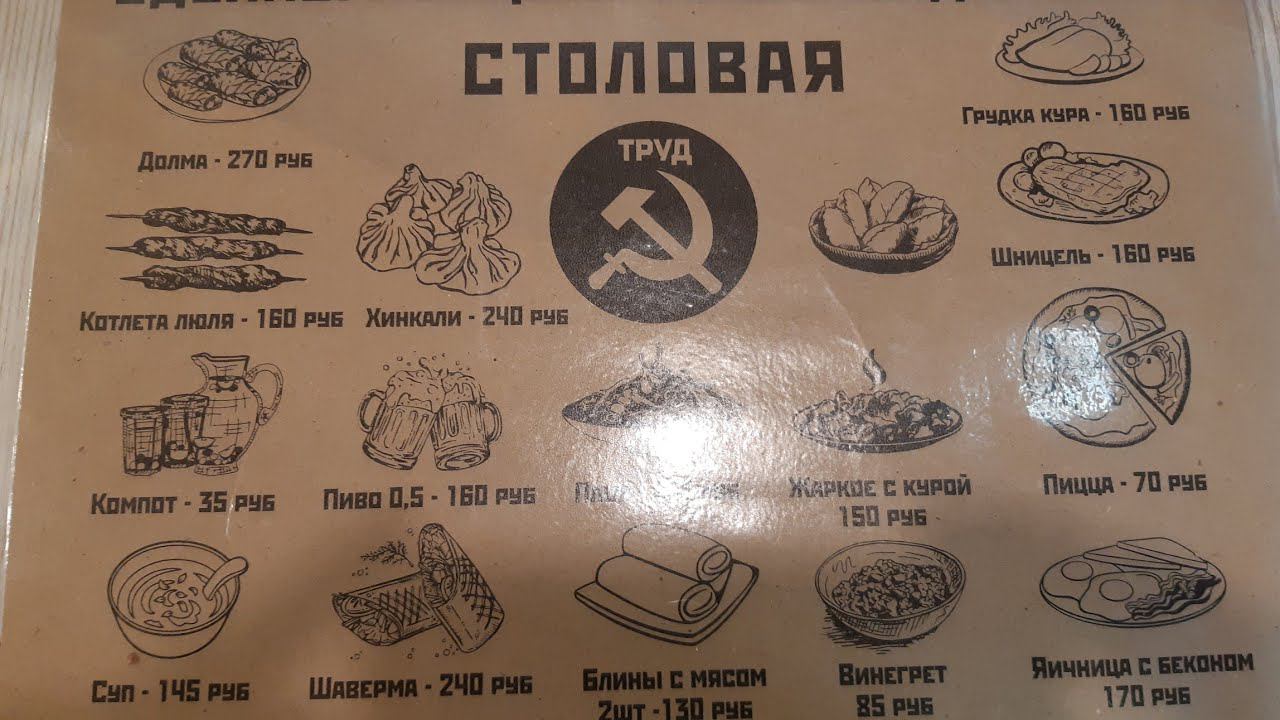 СТОЛОВАЯ
ТРУД
Грудка кура - 160 руб
Долма - 270 руб
Шницель - 160 руб
Котлета люля - 160 руб
Хинкали - 240 руб
Компот - 35 руб
Пиво 0,5 - 160 руб
Жаркое с курой
150 руб
Пицца - 70 руб
Суп - 145 руб
Шаверма - 240 руб
Блины с мясом
2шт -130 руб
Винегрет
85 руб
Яичница с беконом
170 руб